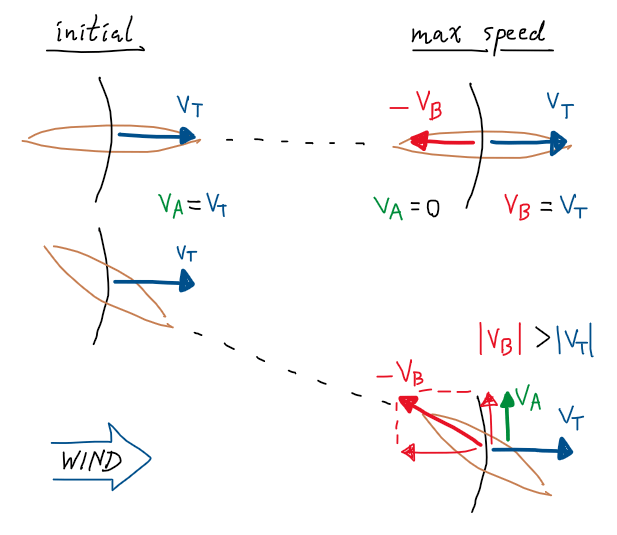 initial
max speed
V_T
-V_B
V_T
V_A = V_T
V_A = 0
V_B = V_T
V_T
|V_B| > |V_T|
-V_B
V_A
V_T
WIND